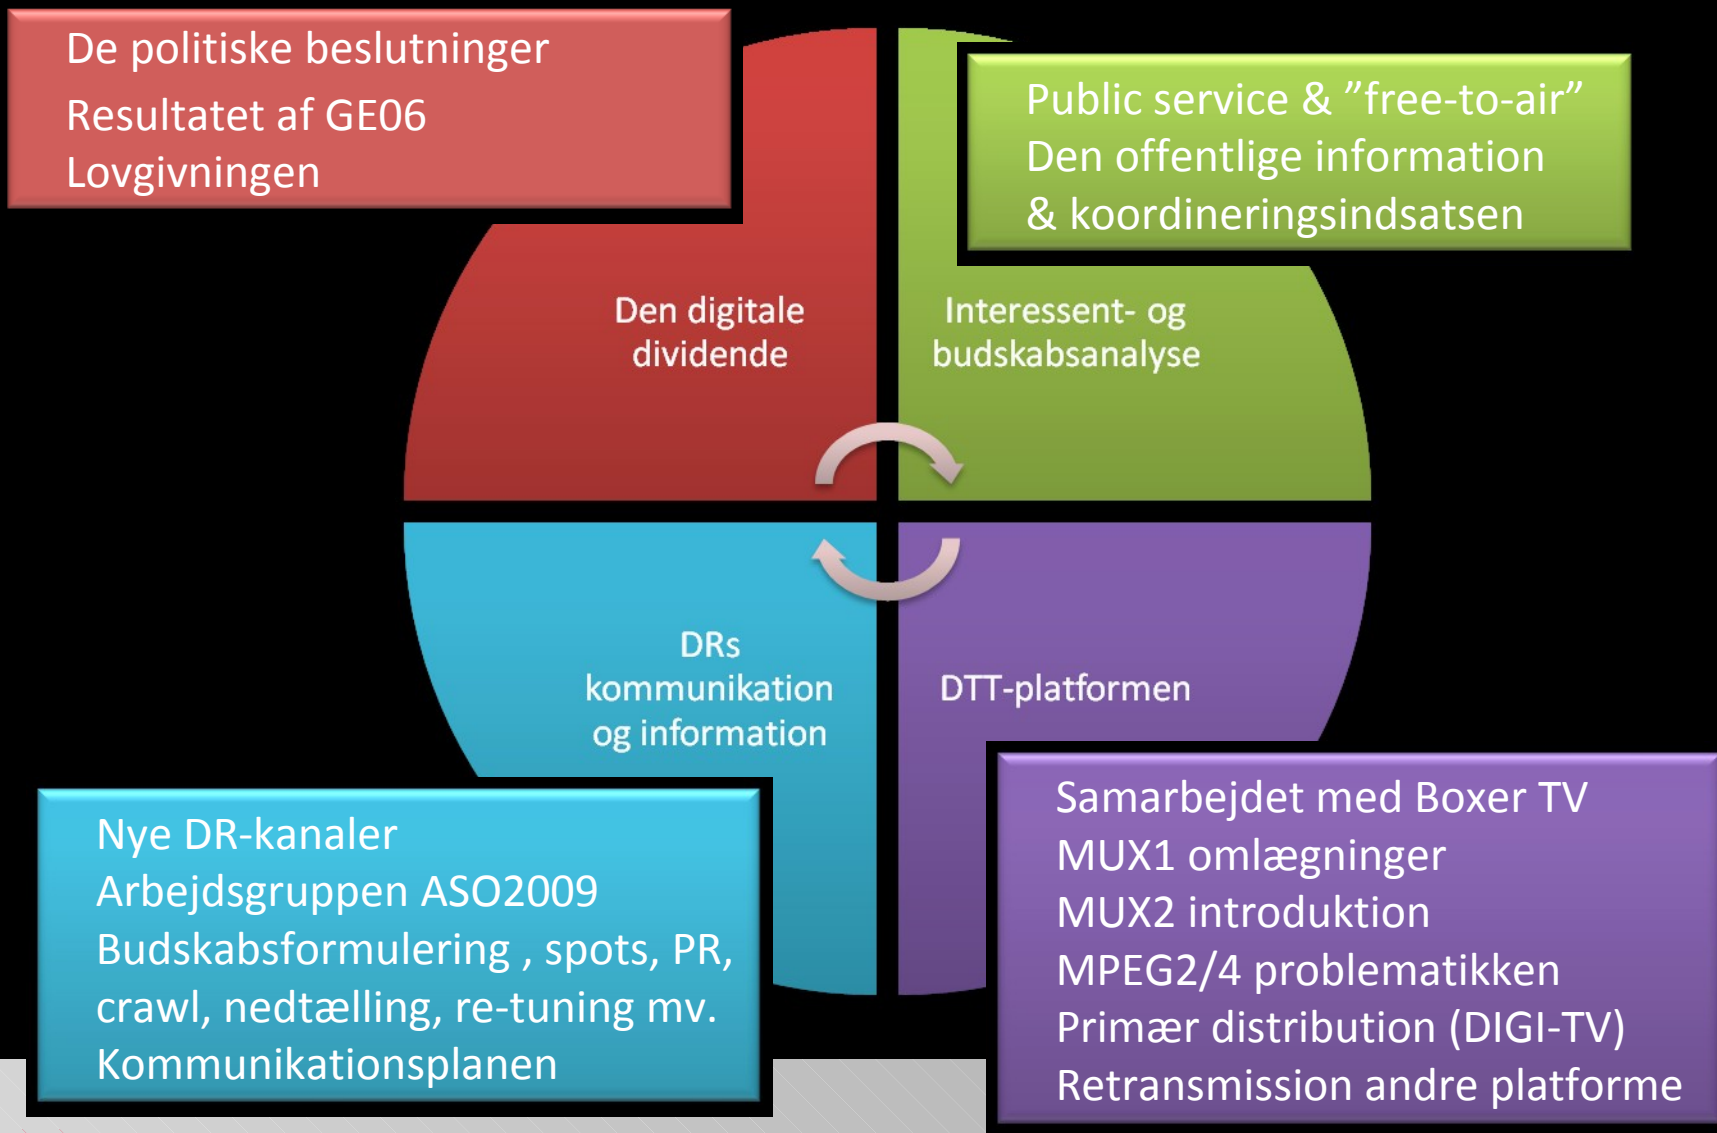 De politiske beslutninger
Resultatet af GE06
Lovgivningen
Public service & ”free-to-air”
Den offentlige information
& koordineringsindsatsen
Den digitale
dividende
Interessent- og
budskabsanalyse
DRs
kommunikation
og information
DTT-platformen
Nye DR-kanaler
Arbejdsgruppen ASO2009
Budskabsformulering , spots, PR,
crawl, nedtælling, re-tuning mv.
Kommunikationsplanen
Samarbejdet med Boxer TV
MUX1 omlægninger
MUX2 introduktion
MPEG2/4 problematikken
Primær distribution (DIGI-TV)
Retransmission andre platforme